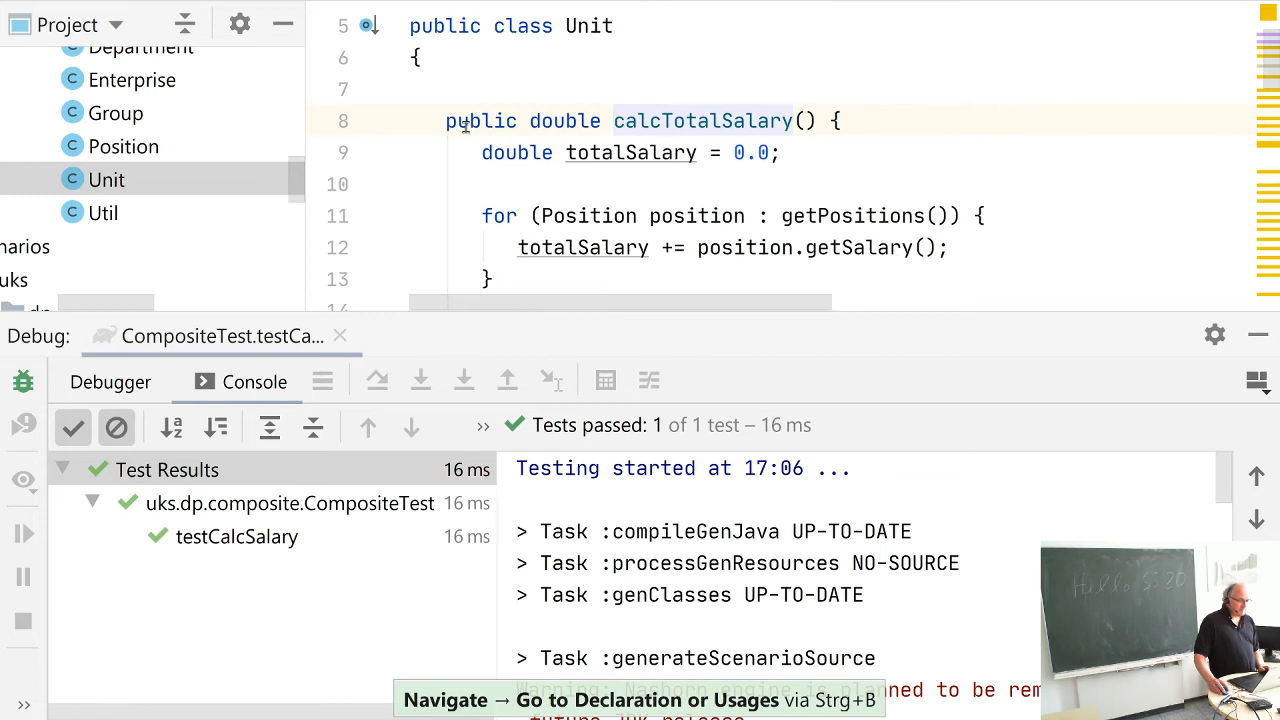 Project
Department
Enterprise
Group
Position
Unit
Util
narios
uks
5 public class Unit
6 {
7
8 public double calcTotalSalary() {
9 double totalSalary = 0.0;
10
11 for (Position position : getPositions()) {
12 totalSalary += position.getSalary();
13 }
14
Debug: CompositeTest.testCa...
Debugger Console
Tests passed: 1 of 1 test – 16 ms
Test Results 16 ms
uks.dp.composite.CompositeTest 16 ms
testCalcSalary 16 ms
Testing started at 17:06 ...
> Task :compileGenJava UP-TO-DATE
> Task :processGenResources NO-SOURCE
> Task :genClasses UP-TO-DATE
> Task :generateScenarioSource
Navigate → Go to Declaration or Usages via Strg+B
Hello